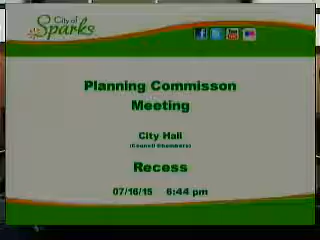 City of
Sparks
Planning Commisson
Meeting
City Hall
(Council Chambers)
Recess
07/16/15 6:44 pm